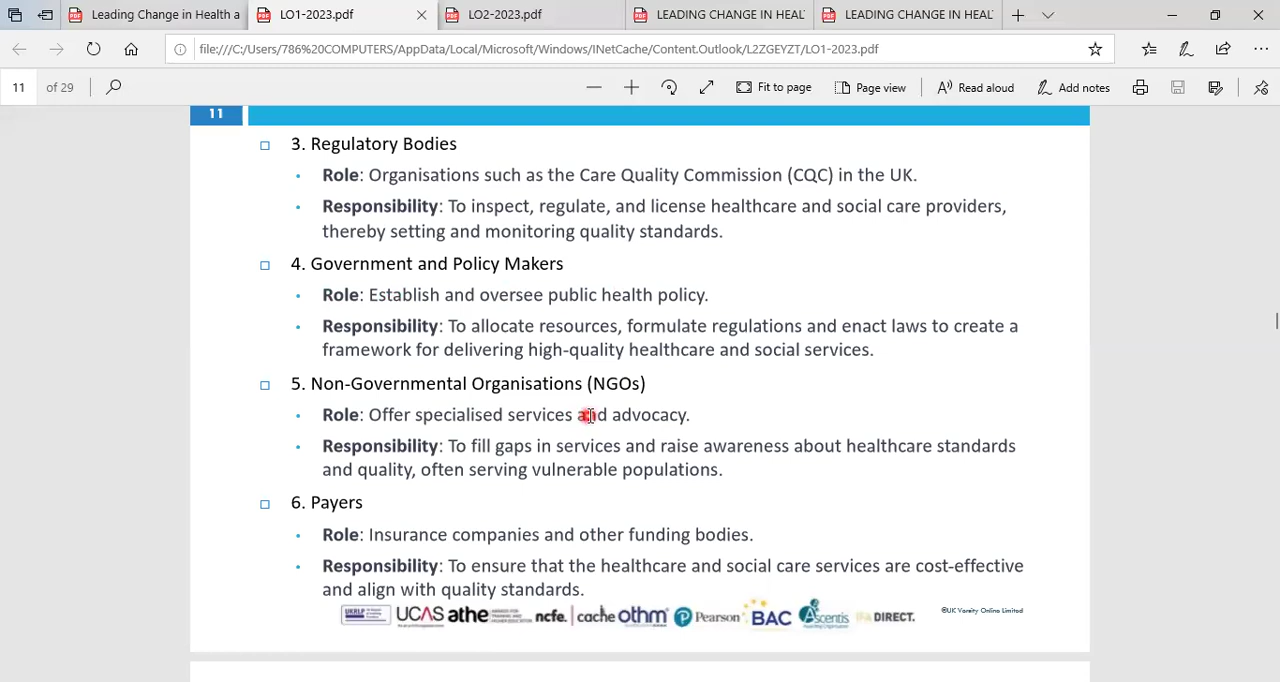 Leading Change in Health a
LO1-2023.pdf
LO2-2023.pdf
LEADING CHANGE IN HEAL
LEADING CHANGE IN HEAL
file:///C:/Users/786%20COMPUTERS/AppData/Local/Microsoft/Windows/INetCache/Content.Outlook/L2ZGEYZT/LO1-2023.pdf
11 of 29
Fit to page
Page view
Read aloud
Add notes
11
3. Regulatory Bodies
Role: Organisations such as the Care Quality Commission (CQC) in the UK.
Responsibility: To inspect, regulate, and license healthcare and social care providers,
thereby setting and monitoring quality standards.
4. Government and Policy Makers
Role: Establish and oversee public health policy.
Responsibility: To allocate resources, formulate regulations and enact laws to create a
framework for delivering high-quality healthcare and social services.
5. Non-Governmental Organisations (NGOs)
Role: Offer specialised services and advocacy.
Responsibility: To fill gaps in services and raise awareness about healthcare standards
and quality, often serving vulnerable populations.
6. Payers
Role: Insurance companies and other funding bodies.
Responsibility: To ensure that the healthcare and social care services are cost-effective
and align with quality standards.
UKRLP UCAS athe ncfe. cache othm Pearson BAC Ascentis DIRECT.
©UK Varsity Online Limited